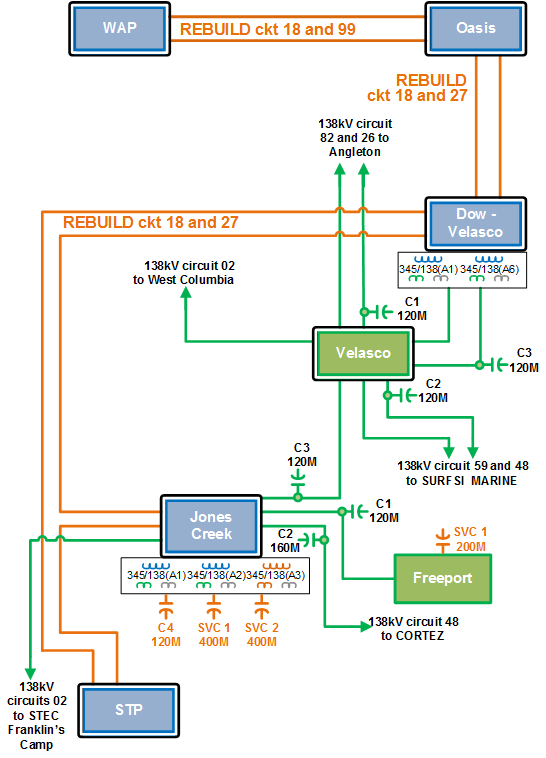 WAP
REBUILD ckt 18 and 99
Oasis
REBUILD
ckt 18 and 27
138kV circuit
82 and 26 to
Angleton
REBUILD ckt 18 and 27
Dow -
Velasco
138kV circuit 02
to West Columbia
345/138(A1)
345/138(A6)
C1
120M
Velasco
C3
120M
C2
120M
C3
120M
138kV circuit 59 and 48
to SURFSI MARINE
Jones
Creek
C1
120M
C2
160M
SVC 1
200M
345/138(A1)
345/138(A2)
345/138(A3)
Freeport
C4
120M
SVC 1
400M
SVC 2
400M
138kV circuit 48
to CORTEZ
138kV
circuits 02
to STEC
Franklin's
Camp
STP